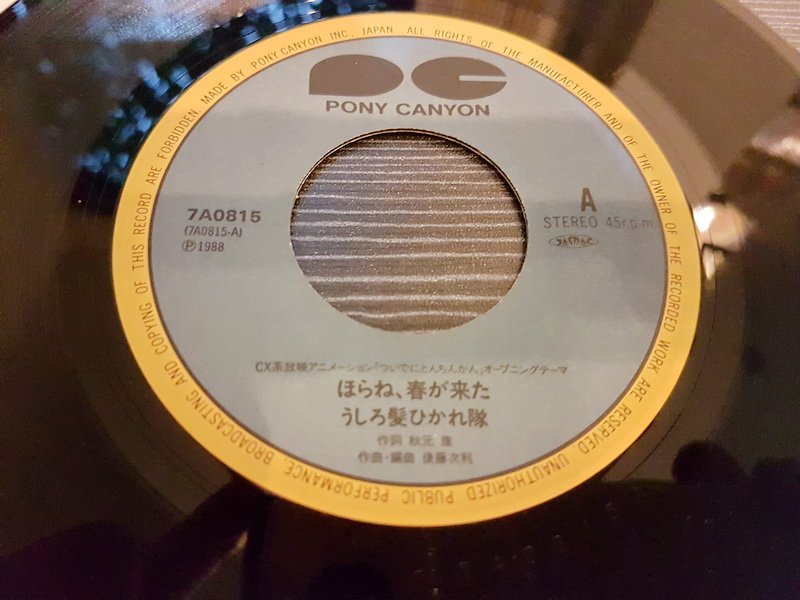 MADE BY PONY CANYON INC., JAPAN ALL RIGHTS OF THE MANUFACTURER AND OF THE OWNER OF THE RECORDED WORK ARE RESERVED UNAUTHORIZED PUBLIC PERFORMANCE BROADCASTING AND COPYING OF THIS RECORD ARE FORBIDDEN.
PC
PONY CANYON
7A0815
(7A0815-A)
Ⓟ1988
A
STEREO 45r.p.m
JASRAC
CX系放映アニメーション「ついでにとんちんかん」オープニングテーマ
ほらね、春が来た
うしろ髪ひかれ隊
作詞 秋元 康
作曲・編曲 後藤次利